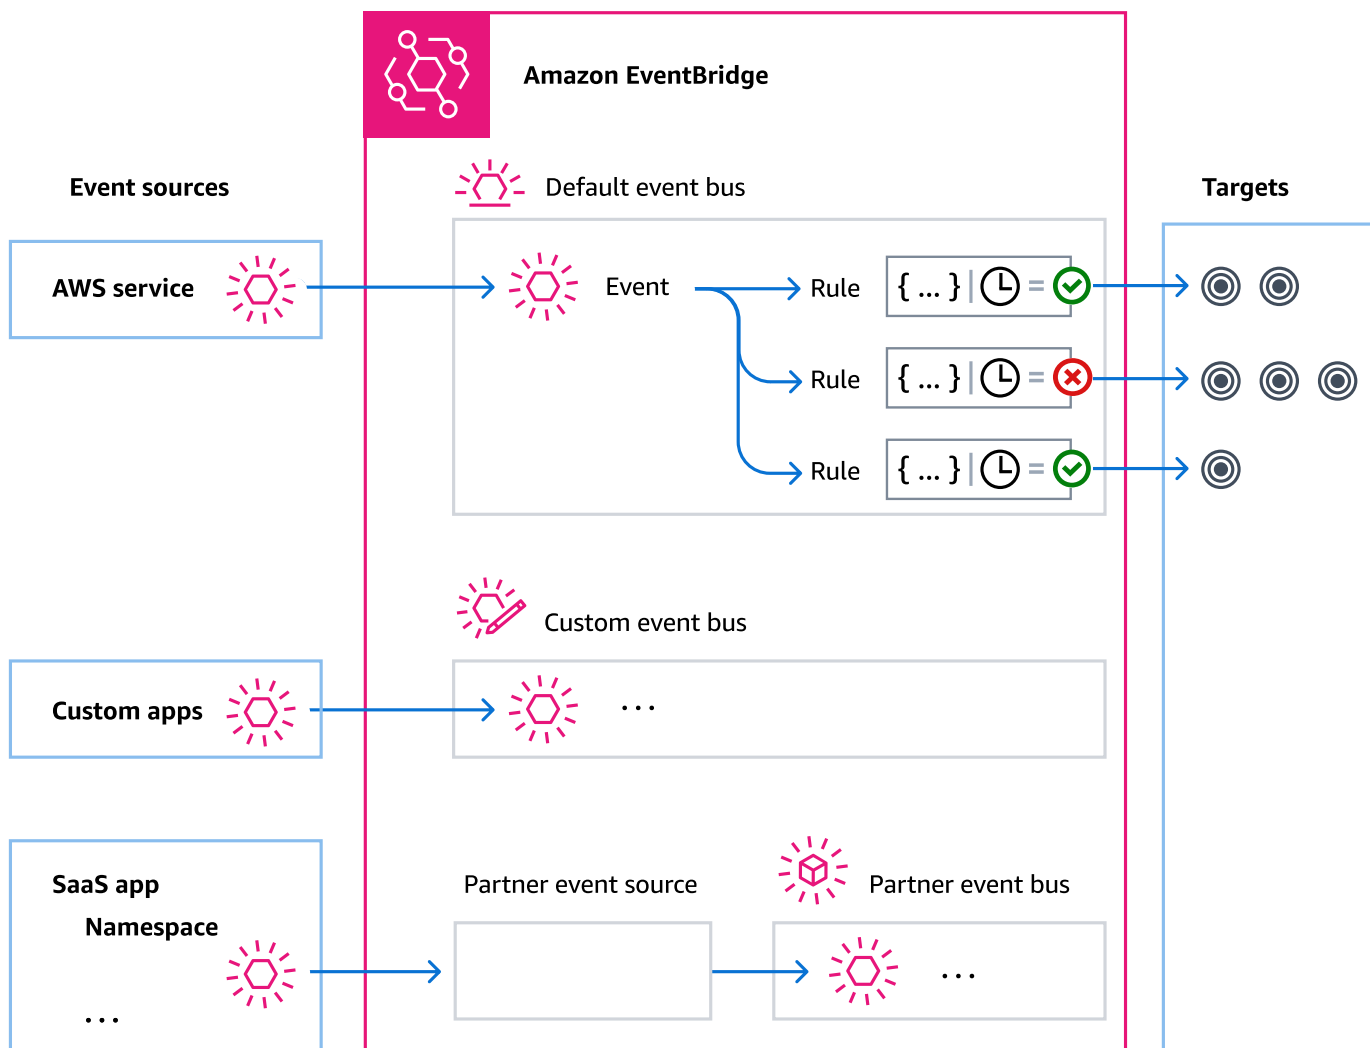 Amazon EventBridge
Event sources
Default event bus
Targets
AWS service
Event
Rule
{ ... } | =
Rule
{ ... } | =
Rule
{ ... } | =
Custom event bus
Custom apps
...
SaaS app
Namespace
...
Partner event source
Partner event bus
...